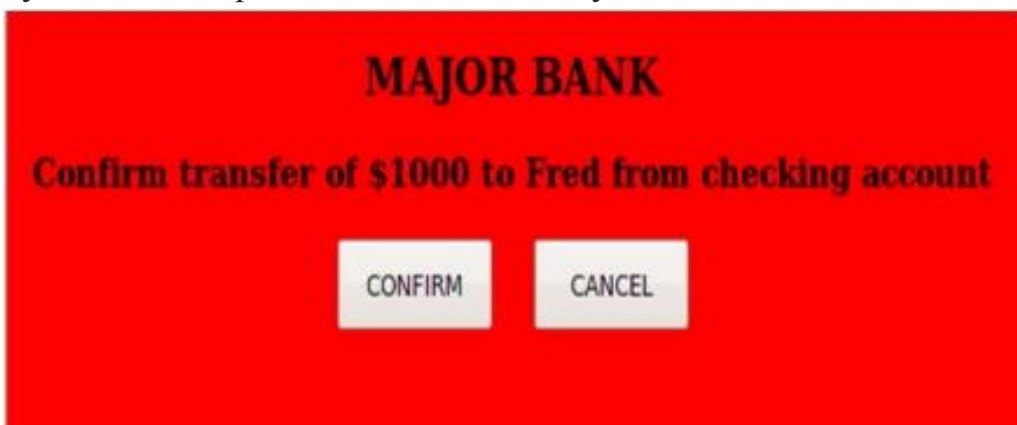 MAJOR BANK
Confirm transfer of $1000 to Fred from checking account
CONFIRM CANCEL